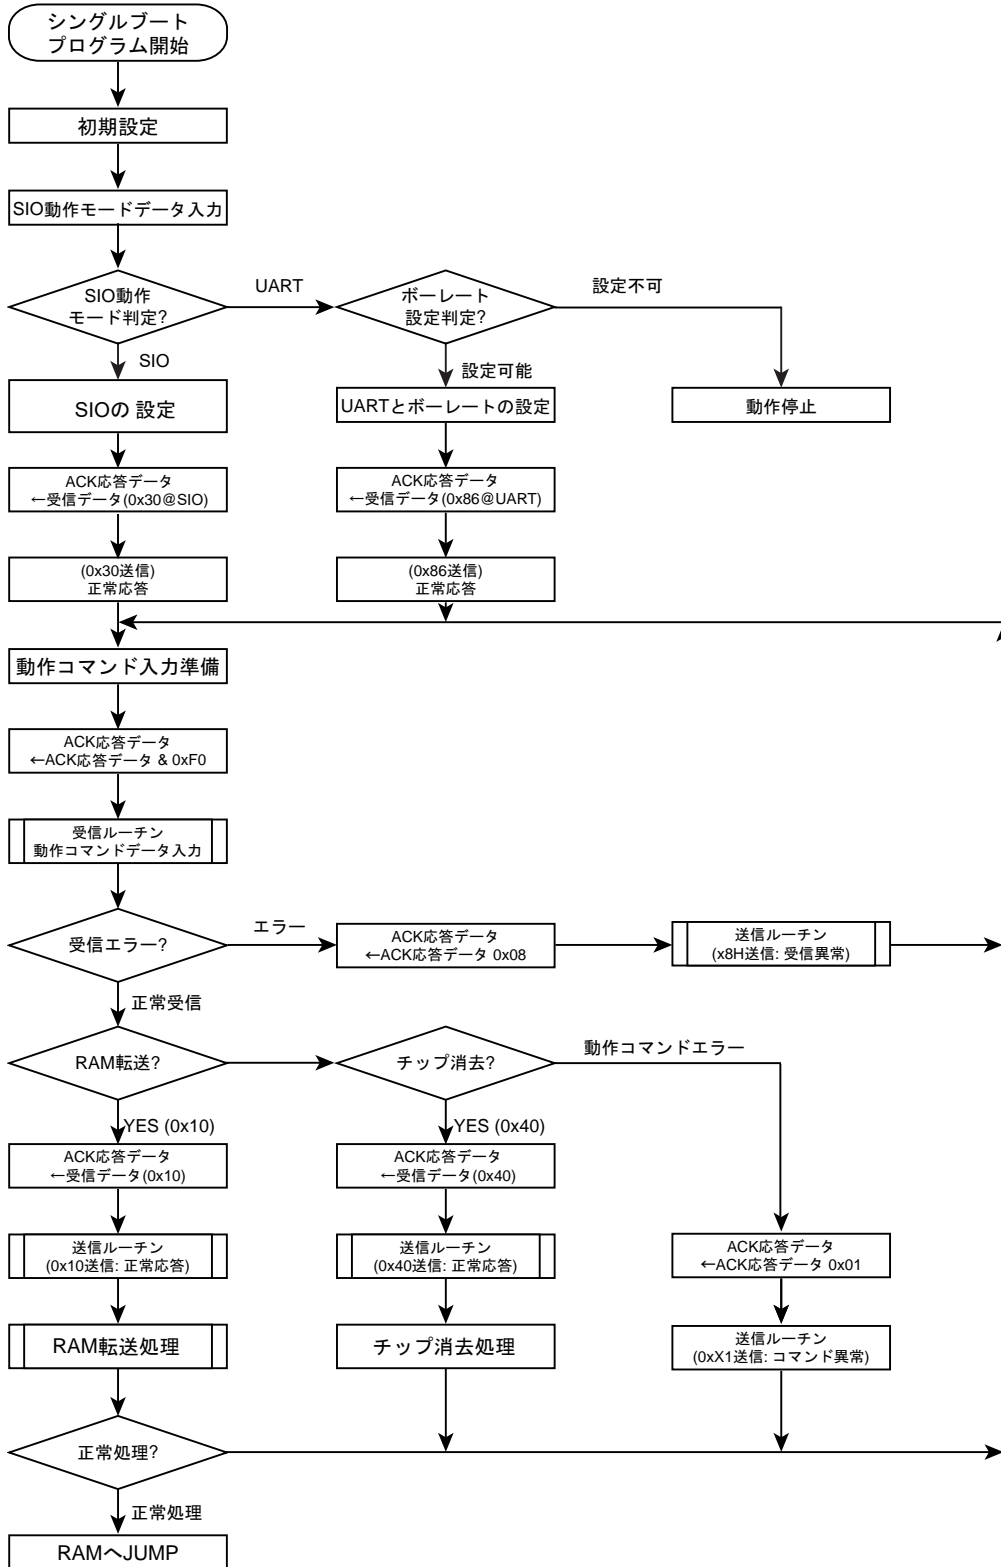 シングルブート
プログラム開始
初期設定
SIO動作モードデータ入力
SIO動作
モード判定?
UART
ボーレート
設定判定?
設定不可
SIO
設定可能
SIOの 設定
UARTとボーレートの設定
動作停止
ACK応答データ
←受信データ(0x30@SIO)
ACK応答データ
←受信データ(0x86@UART)
(0x30送信)
正常応答
(0x86送信)
正常応答
動作コマンド入力準備
ACK応答データ
←ACK応答データ & 0xF0
受信ルーチン
動作コマンドデータ入力
受信エラー?
エラー
ACK応答データ
←ACK応答データ 0x08
送信ルーチン
(x8H送信: 受信異常)
正常受信
RAM転送?
チップ消去?
動作コマンドエラー
YES (0x10)
YES (0x40)
ACK応答データ
←受信データ(0x10)
ACK応答データ
←受信データ(0x40)
送信ルーチン
(0x10送信: 正常応答)
送信ルーチン
(0x40送信: 正常応答)
ACK応答データ
←ACK応答データ 0x01
RAM転送処理
チップ消去処理
送信ルーチン
(0xX1送信: コマンド異常)
正常処理?
正常処理
RAMへJUMP